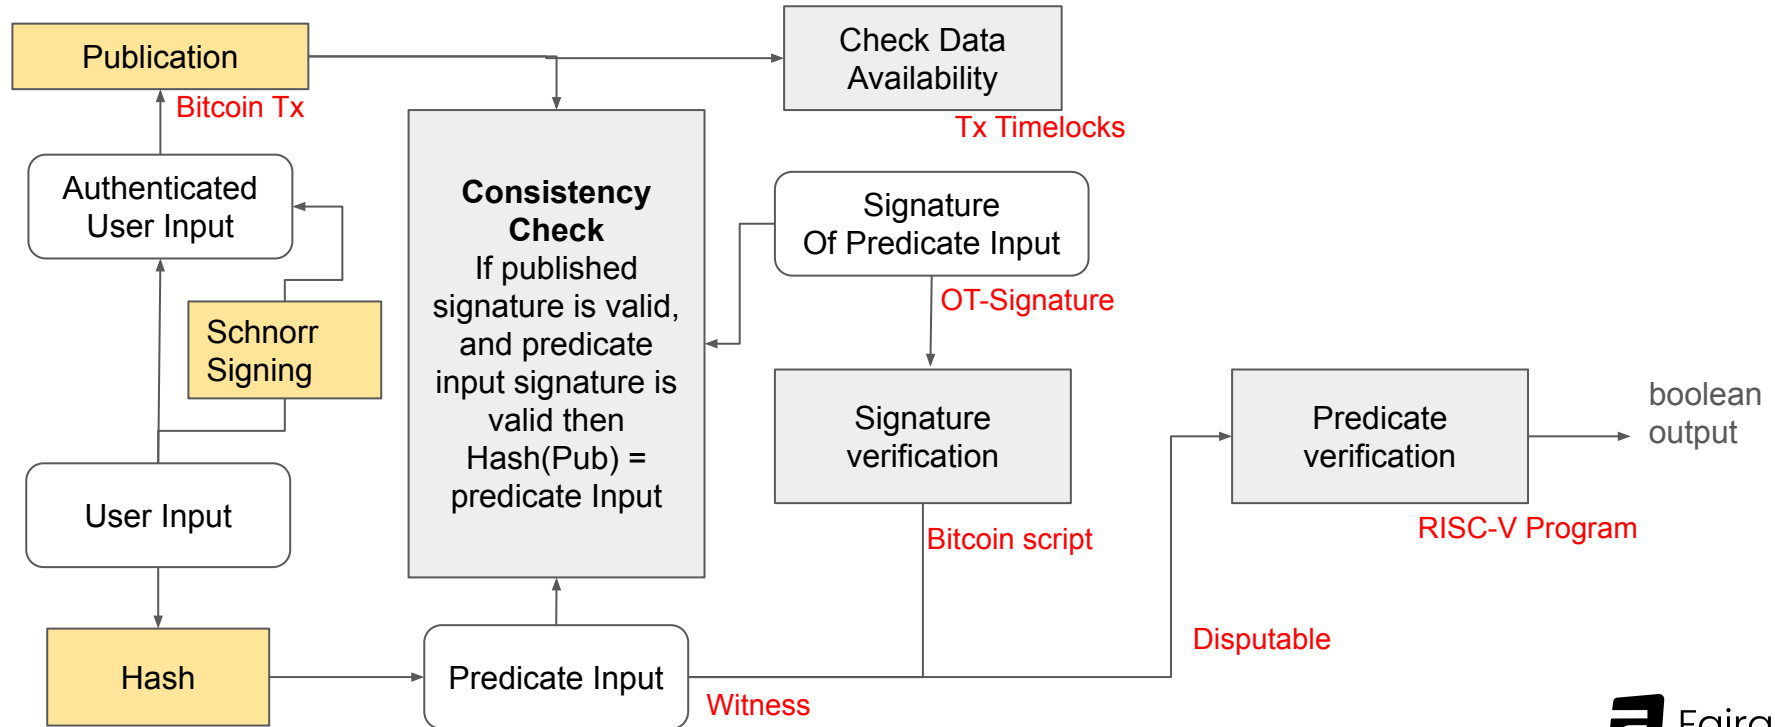 Publication
Bitcoin Tx
Check Data
Availability
Tx Timelocks
Authenticated
User Input
Consistency
Check
If published
signature is valid,
and predicate
input signature is
valid then
Hash(Pub) =
predicate Input
Signature
Of Predicate Input
OT-Signature
Schnorr
Signing
Signature
verification
Bitcoin script
Predicate
verification
RISC-V Program
boolean
output
User Input
Hash
Predicate Input
Witness
Disputable